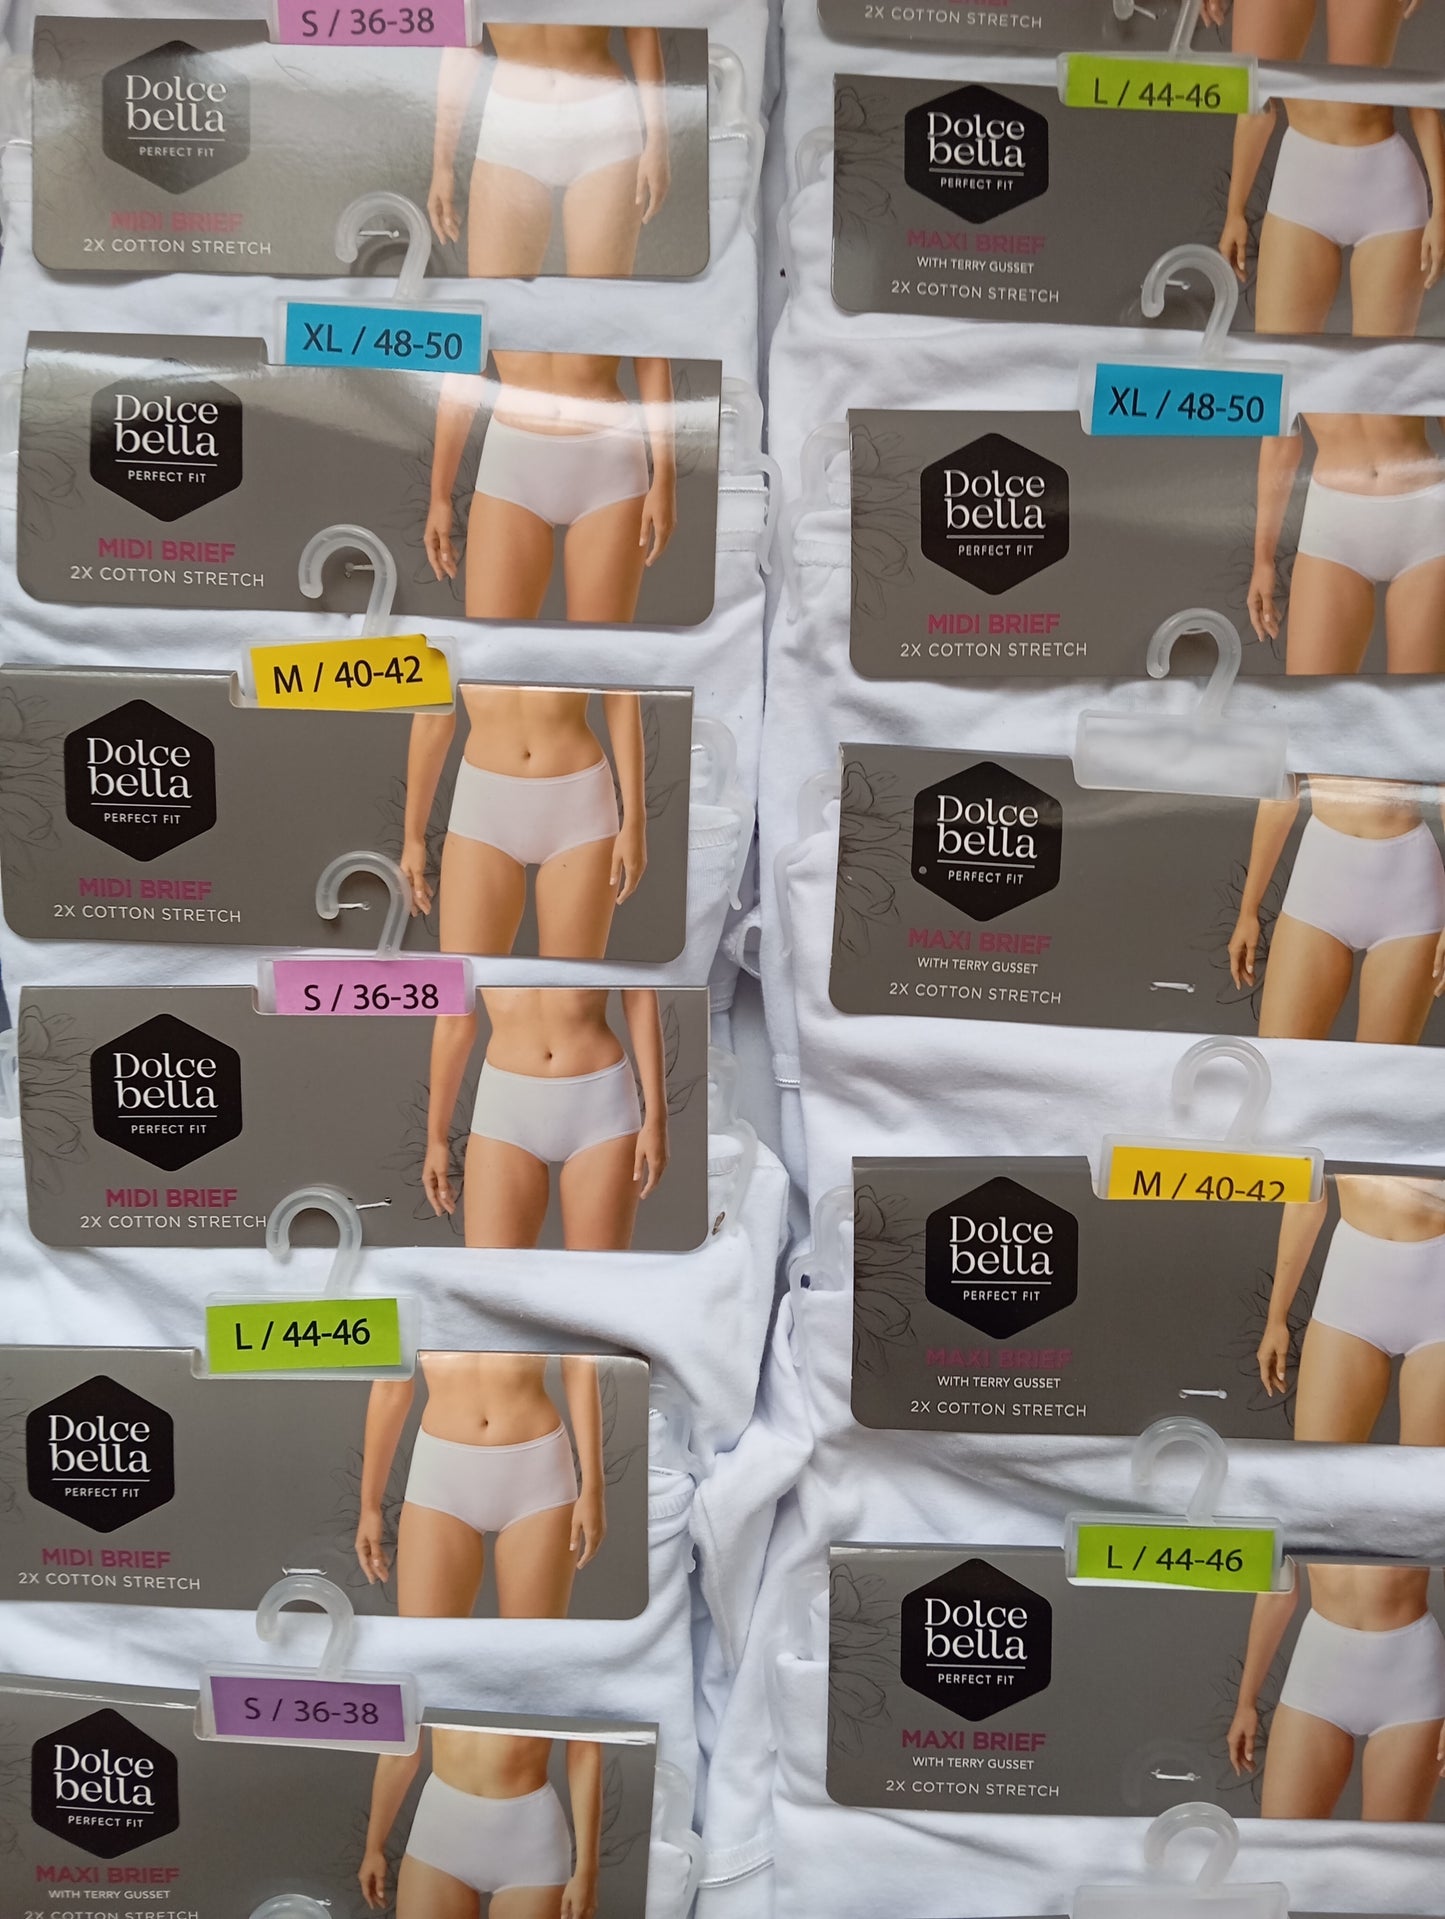 S / 36-38
Dolce
bella
PERFECT FIT
MIDI BRIEF
2X COTTON STRETCH
XL / 48-50
Dolce
bella
PERFECT FIT
MIDI BRIEF
2X COTTON STRETCH
M / 40-42
Dolce
bella
PERFECT FIT
MIDI BRIEF
2X COTTON STRETCH
S / 36-38
Dolce
bella
PERFECT FIT
MIDI BRIEF
2X COTTON STRETCH
L / 44-46
Dolce
bella
PERFECT FIT
MIDI BRIEF
2X COTTON STRETCH
S / 36-38
Dolce
bella
PERFECT FIT
MAXI BRIEF
WITH TERRY GUSSET
2X COTTON STRETCH
2X COTTON STRETCH
L / 44-46
Dolce
bella
PERFECT FIT
MAXI BRIEF
WITH TERRY GUSSET
2X COTTON STRETCH
XL / 48-50
Dolce
bella
PERFECT FIT
MIDI BRIEF
2X COTTON STRETCH
Dolce
bella
PERFECT FIT
MAXI BRIEF
WITH TERRY GUSSET
2X COTTON STRETCH
M / 40-42
Dolce
bella
PERFECT FIT
MAXI BRIEF
WITH TERRY GUSSET
2X COTTON STRETCH
L / 44-46
Dolce
bella
PERFECT FIT
MAXI BRIEF
WITH TERRY GUSSET
2X COTTON STRETCH